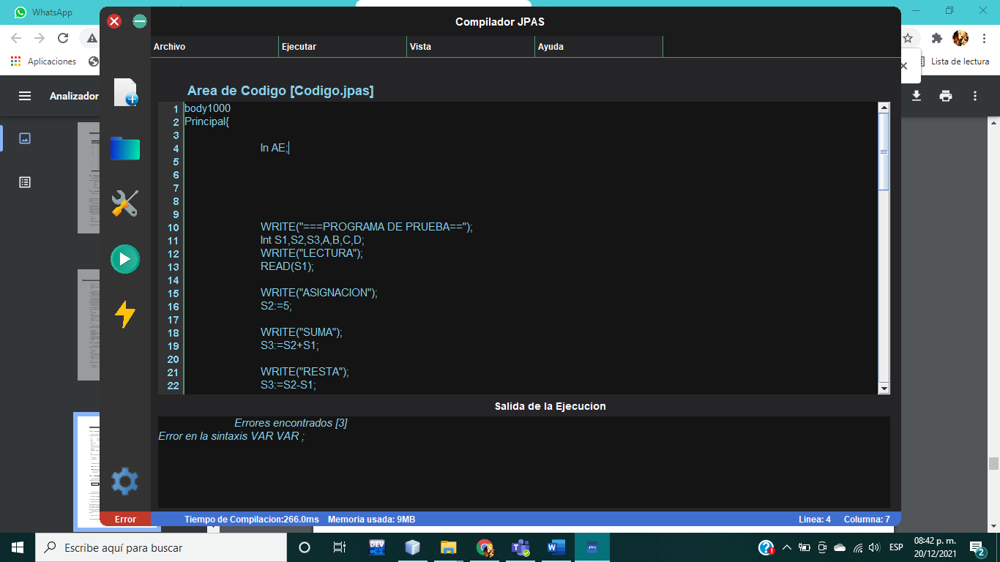 WhatsApp
Compilador JPAS
Archivo
Ejecutar
Vista
Ayuda
Aplicaciones
Lista de lectura
Analizador
Area de Codigo [Codigo.jpas]
1 body1000
2 Principal{
3
4 In AE;
5
6
7
8
9
10 WRITE("===PROGRAMA DE PRUEBA==");
11 Int S1,S2,S3,A,B,C,D;
12 WRITE("LECTURA");
13 READ(S1);
14
15 WRITE("ASIGNACION");
16 S2:=5;
17
18 WRITE("SUMA");
19 S3:=S2+S1;
20
21 WRITE("RESTA");
22 S3:=S2-S1;
Salida de la Ejecucion
Errores encontrados [3]
Error en la sintaxis VAR VAR ;
Error
Tiempo de Compilacion:266.0ms Memoria usada: 9MB
Linea: 4 Columna: 7
Escribe aquí para buscar
DEV
ESP
08:42 p. m.
20/12/2021
2